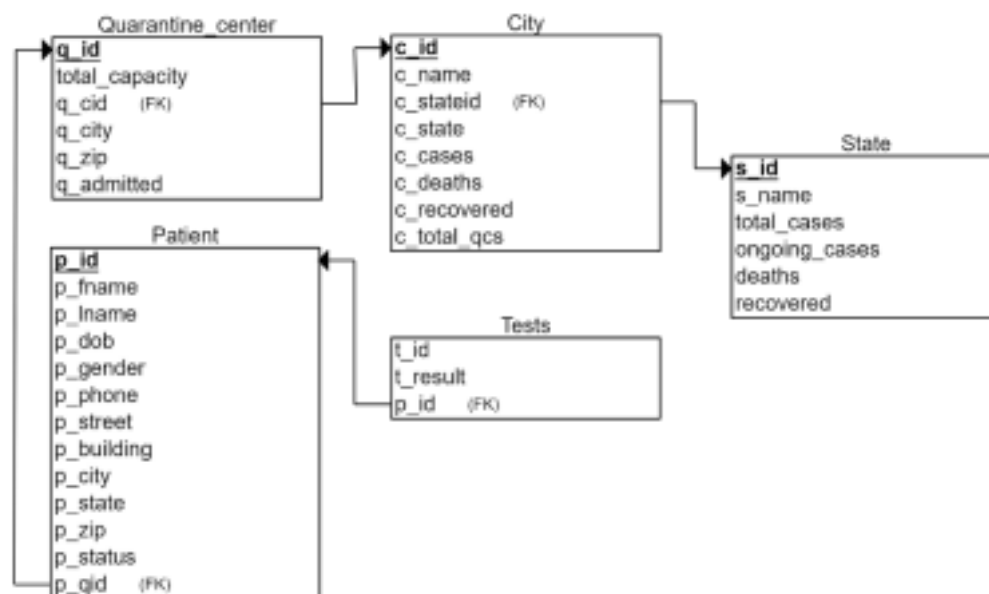 Quarantine_center
q_id
total_capacity
q_cid (FK)
q_city
q_zip
q_admitted
City
c_id
c_name
c_stateid (FK)
c_state
c_cases
c_deaths
c_recovered
c_total_qcs
State
s_id
s_name
total_cases
ongoing_cases
deaths
recovered
Patient
p_id
p_fname
p_lname
p_dob
p_gender
p_phone
p_street
p_building
p_city
p_state
p_zip
p_status
p_qid (FK)
Tests
t_id
t_result
p_id (FK)